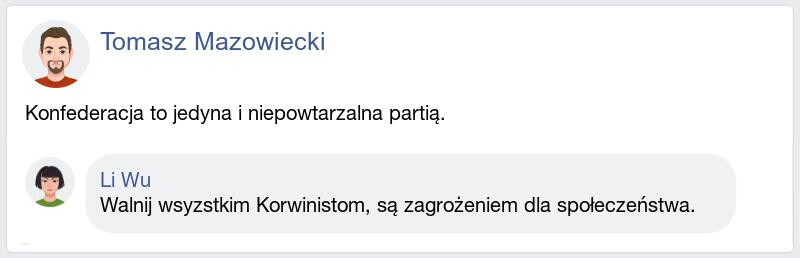 Tomasz Mazowiecki
Konfederacja to jedyna i niepowtarzalna partią.
Li Wu
Walnij wsyzstkim Korwinistom, są zagrożeniem dla społeczeństwa.